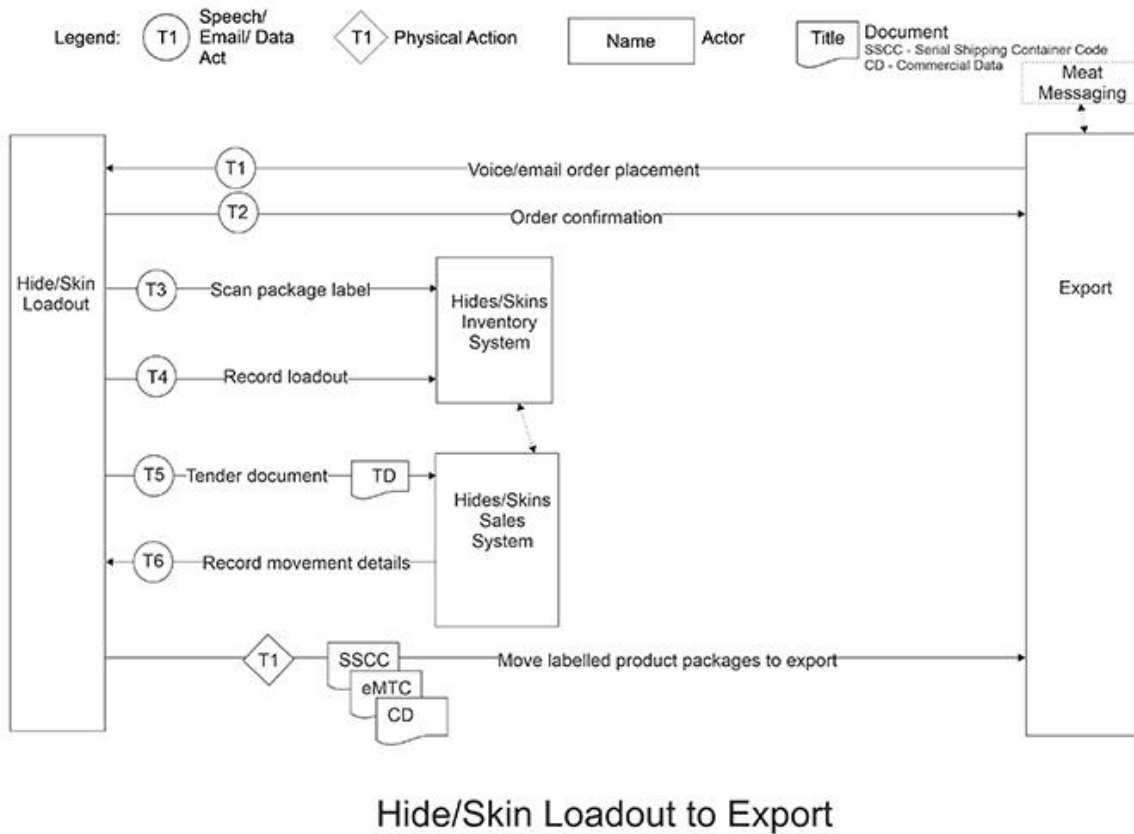 Legend:
T1
Speech/
Email/ Data
Act
T1
Physical Action
Name
Actor
Title
Document
SSCC - Serial Shipping Container Code
CD - Commercial Data
Meat
Messaging
T1
Voice/email order placement
T2
Order confirmation
Hide/Skin
Loadout
T3
Scan package label
Hides/Skins
Inventory
System
Export
T4
Record loadout
T5
Tender document
TD
Hides/Skins
Sales
System
T6
Record movement details
T1
SSCC
eMTC
CD
Move labelled product packages to export
Hide/Skin Loadout to Export